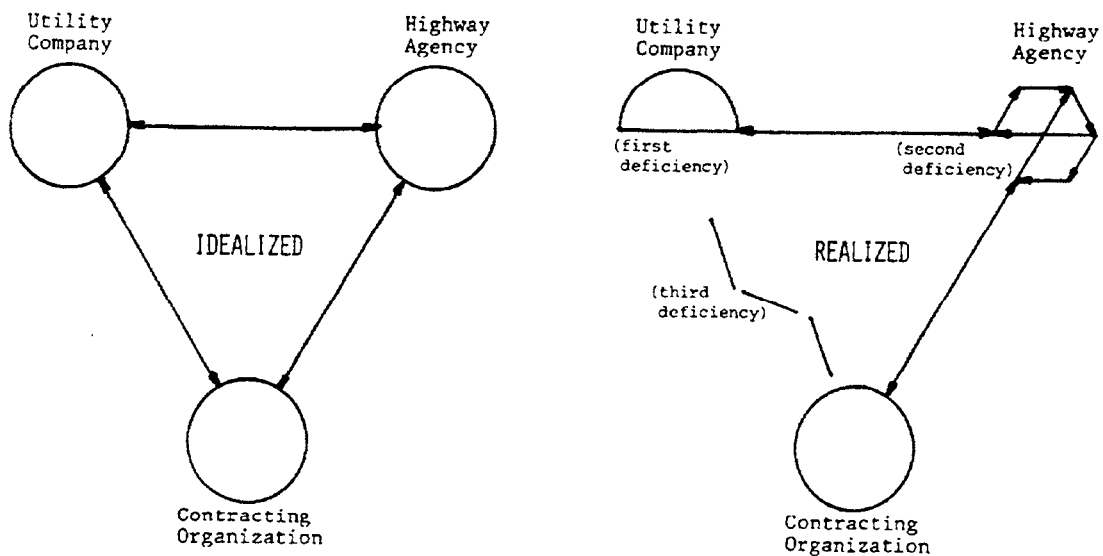 Utility
Company
Highway
Agency
IDEALIZED
Contracting
Organization
Utility
Company
Highway
Agency
(first
deficiency)
(second
deficiency)
REALIZED
(third
deficiency)
Contracting
Organization